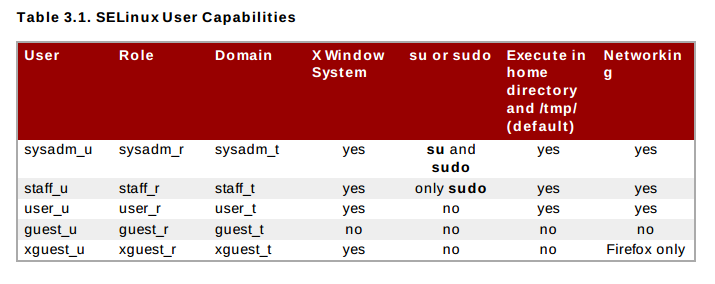 Table 3.1. SELinux User Capabilities
User Role Domain X Window System su or sudo Execute in home directory and /tmp/ (default) Networkin g
sysadm_u sysadm_r sysadm_t yes su and sudo yes yes
staff_u staff_r staff_t yes only sudo yes yes
user_u user_r user_t yes no yes yes
guest_u guest_r guest_t no no no no
xguest_u xguest_r xguest_t yes no no Firefox only